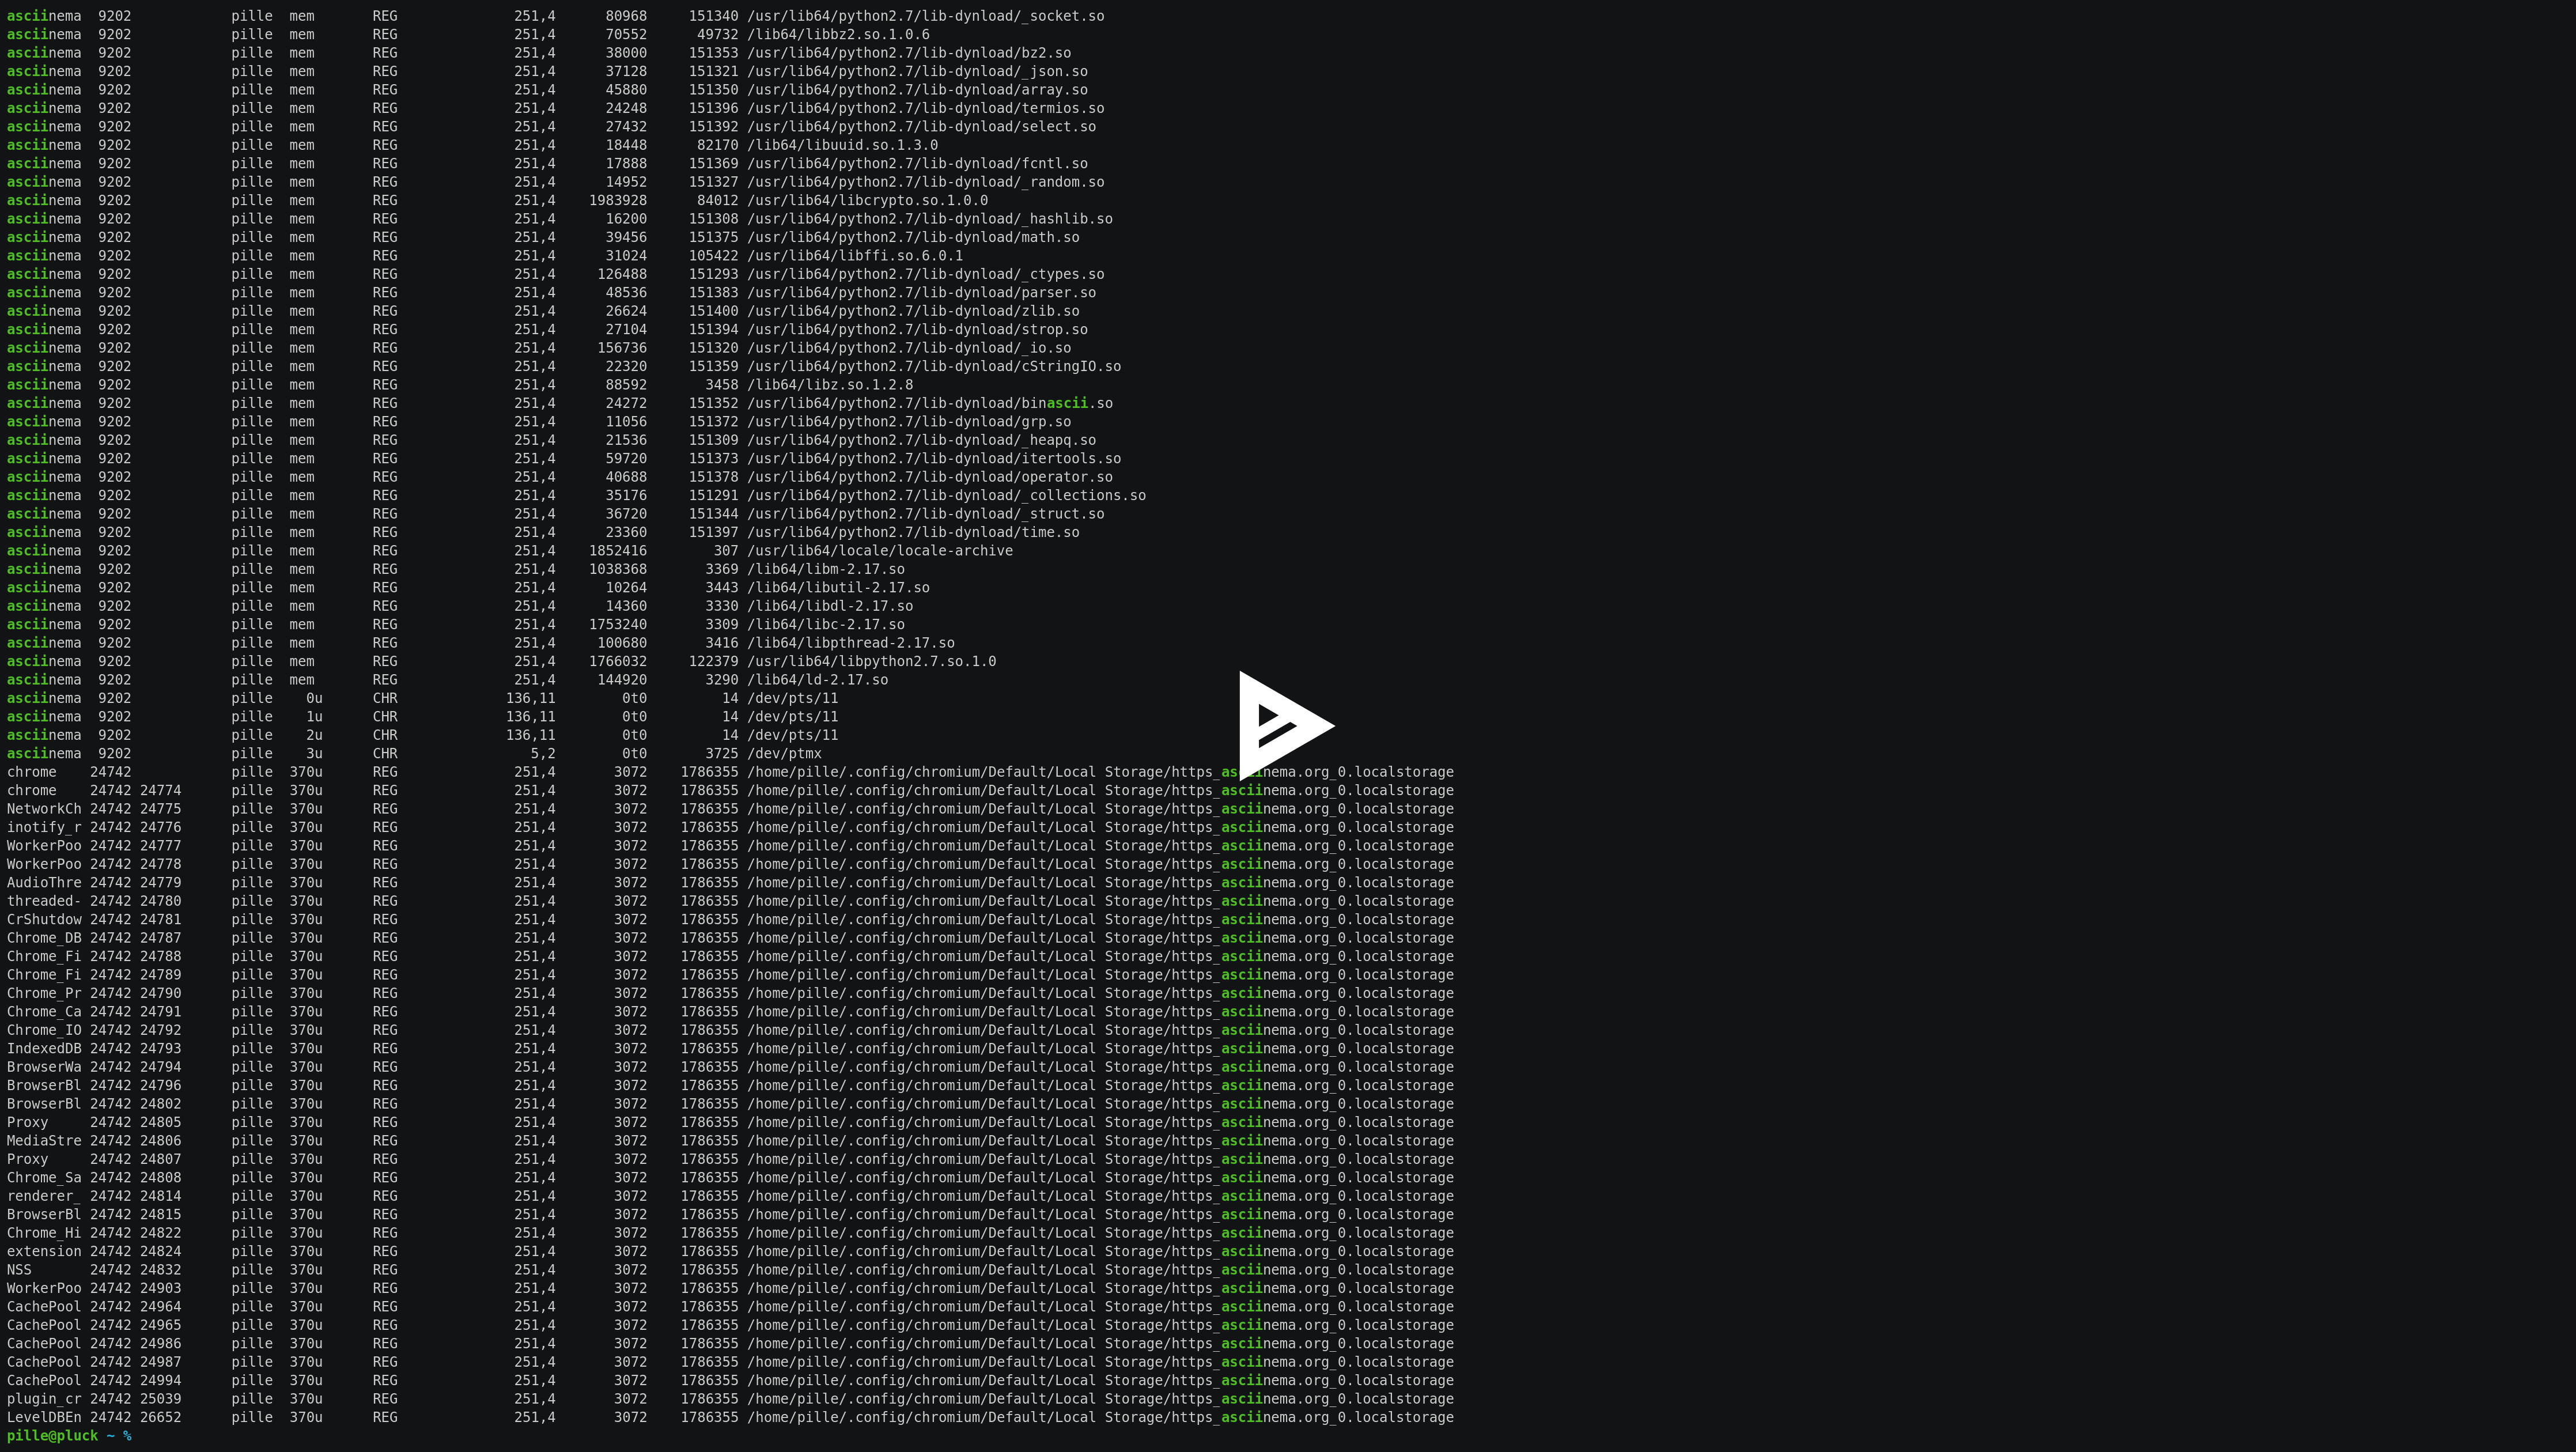 asciinema  9202            pille  mem       REG              251,4     80968     151340 /usr/lib64/python2.7/lib-dynload/_socket.so
asciinema  9202            pille  mem       REG              251,4     70552      49732 /lib64/libbz2.so.1.0.6
asciinema  9202            pille  mem       REG              251,4     38000     151353 /usr/lib64/python2.7/lib-dynload/bz2.so
asciinema  9202            pille  mem       REG              251,4     37128     151321 /usr/lib64/python2.7/lib-dynload/_json.so
asciinema  9202            pille  mem       REG              251,4     45880     151350 /usr/lib64/python2.7/lib-dynload/array.so
asciinema  9202            pille  mem       REG              251,4     24248     151396 /usr/lib64/python2.7/lib-dynload/termios.so
asciinema  9202            pille  mem       REG              251,4     27432     151392 /usr/lib64/python2.7/lib-dynload/select.so
asciinema  9202            pille  mem       REG              251,4     18448      82170 /lib64/libuuid.so.1.3.0
asciinema  9202            pille  mem       REG              251,4     17888     151369 /usr/lib64/python2.7/lib-dynload/fcntl.so
asciinema  9202            pille  mem       REG              251,4     14952     151327 /usr/lib64/python2.7/lib-dynload/_random.so
asciinema  9202            pille  mem       REG              251,4   1983928      84012 /usr/lib64/libcrypto.so.1.0.0
asciinema  9202            pille  mem       REG              251,4     16200     151308 /usr/lib64/python2.7/lib-dynload/_hashlib.so
asciinema  9202            pille  mem       REG              251,4     39456     151375 /usr/lib64/python2.7/lib-dynload/math.so
asciinema  9202            pille  mem       REG              251,4     31024     105422 /usr/lib64/libffi.so.6.0.1
asciinema  9202            pille  mem       REG              251,4    126488     151293 /usr/lib64/python2.7/lib-dynload/_ctypes.so
asciinema  9202            pille  mem       REG              251,4     48536     151383 /usr/lib64/python2.7/lib-dynload/parser.so
asciinema  9202            pille  mem       REG              251,4     26624     151400 /usr/lib64/python2.7/lib-dynload/zlib.so
asciinema  9202            pille  mem       REG              251,4     27104     151394 /usr/lib64/python2.7/lib-dynload/strop.so
asciinema  9202            pille  mem       REG              251,4    156736     151320 /usr/lib64/python2.7/lib-dynload/_io.so
asciinema  9202            pille  mem       REG              251,4     22320     151359 /usr/lib64/python2.7/lib-dynload/cStringIO.so
asciinema  9202            pille  mem       REG              251,4     88592       3458 /lib64/libz.so.1.2.8
asciinema  9202            pille  mem       REG              251,4     24272     151352 /usr/lib64/python2.7/lib-dynload/binascii.so
asciinema  9202            pille  mem       REG              251,4     11056     151372 /usr/lib64/python2.7/lib-dynload/grp.so
asciinema  9202            pille  mem       REG              251,4     21536     151309 /usr/lib64/python2.7/lib-dynload/_heapq.so
asciinema  9202            pille  mem       REG              251,4     59720     151373 /usr/lib64/python2.7/lib-dynload/itertools.so
asciinema  9202            pille  mem       REG              251,4     40688     151378 /usr/lib64/python2.7/lib-dynload/operator.so
asciinema  9202            pille  mem       REG              251,4     35176     151291 /usr/lib64/python2.7/lib-dynload/_collections.so
asciinema  9202            pille  mem       REG              251,4     36720     151344 /usr/lib64/python2.7/lib-dynload/_struct.so
asciinema  9202            pille  mem       REG              251,4     23360     151397 /usr/lib64/python2.7/lib-dynload/time.so
asciinema  9202            pille  mem       REG              251,4   1852416        307 /usr/lib64/locale/locale-archive
asciinema  9202            pille  mem       REG              251,4   1038368       3369 /lib64/libm-2.17.so
asciinema  9202            pille  mem       REG              251,4     10264       3443 /lib64/libutil-2.17.so
asciinema  9202            pille  mem       REG              251,4     14360       3330 /lib64/libdl-2.17.so
asciinema  9202            pille  mem       REG              251,4   1753240       3309 /lib64/libc-2.17.so
asciinema  9202            pille  mem       REG              251,4    100680       3416 /lib64/libpthread-2.17.so
asciinema  9202            pille  mem       REG              251,4   1766032     122379 /usr/lib64/libpython2.7.so.1.0
asciinema  9202            pille  mem       REG              251,4    144920       3290 /lib64/ld-2.17.so
asciinema  9202            pille    0u      CHR             136,11       0t0         14 /dev/pts/11
asciinema  9202            pille    1u      CHR             136,11       0t0         14 /dev/pts/11
asciinema  9202            pille    2u      CHR             136,11       0t0         14 /dev/pts/11
asciinema  9202            pille    3u      CHR                5,2       0t0       3725 /dev/ptmx
chrome    24742            pille  370u      REG              251,4      3072    1786355 /home/pille/.config/chromium/Default/Local Storage/https_asciinema.org_0.localstorage
chrome    24742 24774      pille  370u      REG              251,4      3072    1786355 /home/pille/.config/chromium/Default/Local Storage/https_asciinema.org_0.localstorage
NetworkCh 24742 24775      pille  370u      REG              251,4      3072    1786355 /home/pille/.config/chromium/Default/Local Storage/https_asciinema.org_0.localstorage
inotify_r 24742 24776      pille  370u      REG              251,4      3072    1786355 /home/pille/.config/chromium/Default/Local Storage/https_asciinema.org_0.localstorage
WorkerPoo 24742 24777      pille  370u      REG              251,4      3072    1786355 /home/pille/.config/chromium/Default/Local Storage/https_asciinema.org_0.localstorage
WorkerPoo 24742 24778      pille  370u      REG              251,4      3072    1786355 /home/pille/.config/chromium/Default/Local Storage/https_asciinema.org_0.localstorage
AudioThre 24742 24779      pille  370u      REG              251,4      3072    1786355 /home/pille/.config/chromium/Default/Local Storage/https_asciinema.org_0.localstorage
threaded- 24742 24780      pille  370u      REG              251,4      3072    1786355 /home/pille/.config/chromium/Default/Local Storage/https_asciinema.org_0.localstorage
CrShutdow 24742 24781      pille  370u      REG              251,4      3072    1786355 /home/pille/.config/chromium/Default/Local Storage/https_asciinema.org_0.localstorage
Chrome_DB 24742 24787      pille  370u      REG              251,4      3072    1786355 /home/pille/.config/chromium/Default/Local Storage/https_asciinema.org_0.localstorage
Chrome_Fi 24742 24788      pille  370u      REG              251,4      3072    1786355 /home/pille/.config/chromium/Default/Local Storage/https_asciinema.org_0.localstorage
Chrome_Fi 24742 24789      pille  370u      REG              251,4      3072    1786355 /home/pille/.config/chromium/Default/Local Storage/https_asciinema.org_0.localstorage
Chrome_Pr 24742 24790      pille  370u      REG              251,4      3072    1786355 /home/pille/.config/chromium/Default/Local Storage/https_asciinema.org_0.localstorage
Chrome_Ca 24742 24791      pille  370u      REG              251,4      3072    1786355 /home/pille/.config/chromium/Default/Local Storage/https_asciinema.org_0.localstorage
Chrome_IO 24742 24792      pille  370u      REG              251,4      3072    1786355 /home/pille/.config/chromium/Default/Local Storage/https_asciinema.org_0.localstorage
IndexedDB 24742 24793      pille  370u      REG              251,4      3072    1786355 /home/pille/.config/chromium/Default/Local Storage/https_asciinema.org_0.localstorage
BrowserWa 24742 24794      pille  370u      REG              251,4      3072    1786355 /home/pille/.config/chromium/Default/Local Storage/https_asciinema.org_0.localstorage
BrowserBl 24742 24796      pille  370u      REG              251,4      3072    1786355 /home/pille/.config/chromium/Default/Local Storage/https_asciinema.org_0.localstorage
BrowserBl 24742 24802      pille  370u      REG              251,4      3072    1786355 /home/pille/.config/chromium/Default/Local Storage/https_asciinema.org_0.localstorage
Proxy     24742 24805      pille  370u      REG              251,4      3072    1786355 /home/pille/.config/chromium/Default/Local Storage/https_asciinema.org_0.localstorage
MediaStre 24742 24806      pille  370u      REG              251,4      3072    1786355 /home/pille/.config/chromium/Default/Local Storage/https_asciinema.org_0.localstorage
Proxy     24742 24807      pille  370u      REG              251,4      3072    1786355 /home/pille/.config/chromium/Default/Local Storage/https_asciinema.org_0.localstorage
Chrome_Sa 24742 24808      pille  370u      REG              251,4      3072    1786355 /home/pille/.config/chromium/Default/Local Storage/https_asciinema.org_0.localstorage
renderer_ 24742 24814      pille  370u      REG              251,4      3072    1786355 /home/pille/.config/chromium/Default/Local Storage/https_asciinema.org_0.localstorage
BrowserBl 24742 24815      pille  370u      REG              251,4      3072    1786355 /home/pille/.config/chromium/Default/Local Storage/https_asciinema.org_0.localstorage
Chrome_Hi 24742 24822      pille  370u      REG              251,4      3072    1786355 /home/pille/.config/chromium/Default/Local Storage/https_asciinema.org_0.localstorage
extension 24742 24824      pille  370u      REG              251,4      3072    1786355 /home/pille/.config/chromium/Default/Local Storage/https_asciinema.org_0.localstorage
NSS       24742 24832      pille  370u      REG              251,4      3072    1786355 /home/pille/.config/chromium/Default/Local Storage/https_asciinema.org_0.localstorage
WorkerPoo 24742 24903      pille  370u      REG              251,4      3072    1786355 /home/pille/.config/chromium/Default/Local Storage/https_asciinema.org_0.localstorage
CachePool 24742 24964      pille  370u      REG              251,4      3072    1786355 /home/pille/.config/chromium/Default/Local Storage/https_asciinema.org_0.localstorage
CachePool 24742 24965      pille  370u      REG              251,4      3072    1786355 /home/pille/.config/chromium/Default/Local Storage/https_asciinema.org_0.localstorage
CachePool 24742 24986      pille  370u      REG              251,4      3072    1786355 /home/pille/.config/chromium/Default/Local Storage/https_asciinema.org_0.localstorage
CachePool 24742 24987      pille  370u      REG              251,4      3072    1786355 /home/pille/.config/chromium/Default/Local Storage/https_asciinema.org_0.localstorage
CachePool 24742 24994      pille  370u      REG              251,4      3072    1786355 /home/pille/.config/chromium/Default/Local Storage/https_asciinema.org_0.localstorage
plugin_cr 24742 25039      pille  370u      REG              251,4      3072    1786355 /home/pille/.config/chromium/Default/Local Storage/https_asciinema.org_0.localstorage
LevelDBEn 24742 26652      pille  370u      REG              251,4      3072    1786355 /home/pille/.config/chromium/Default/Local Storage/https_asciinema.org_0.localstorage
pille@pluck ~ %